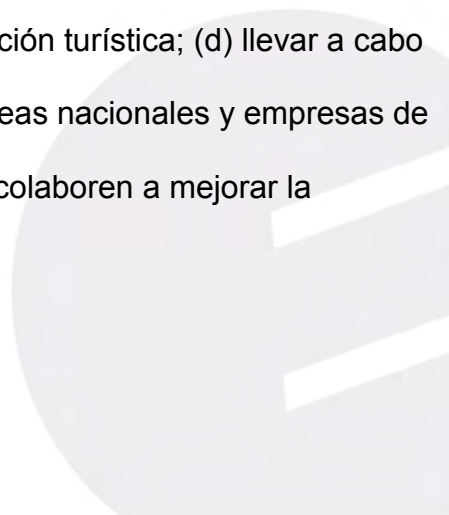 ción turística; (d) llevar a cabo
eas nacionales y empresas de
colaboren a mejorar la